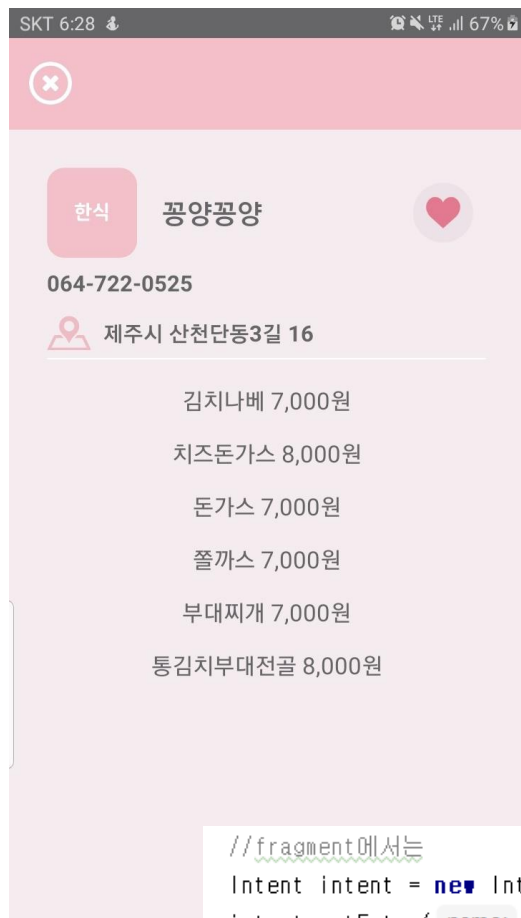 SKT 6:28 LTE 67%
한식 꽁양꽁양
064-722-0525
제주시 산천단동3길 16
김치나베 7,000원
치즈돈가스 8,000원
돈가스 7,000원
쫄까스 7,000원
부대찌개 7,000원
통김치부대전골 8,000원
//fragment에서는
Intent intent = new Int